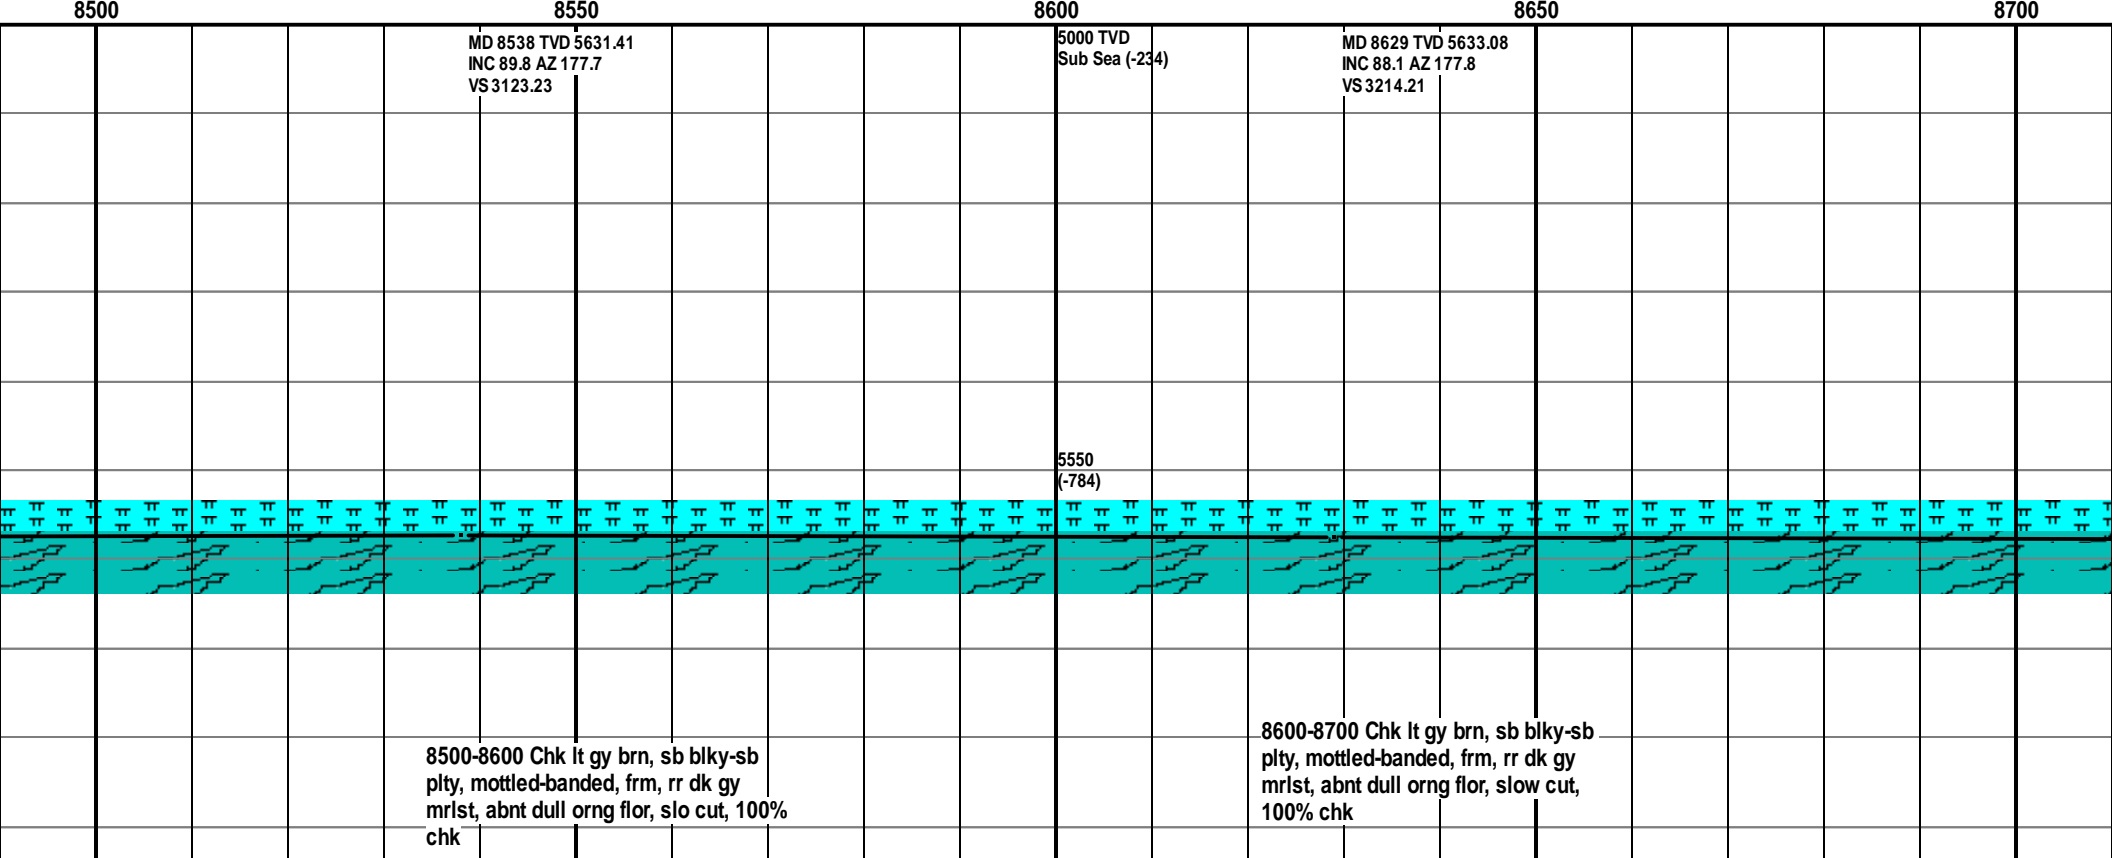 8500
8550
8600
8650
8700
MD 8538 TVD 5631.41
INC 89.8 AZ 177.7
VS 3123.23
5000 TVD
Sub Sea (-234)
MD 8629 TVD 5633.08
INC 88.1 AZ 177.8
VS 3214.21
5550
(-784)
8500-8600 Chk lt gy brn, sb blky-sb
plty, mottled-banded, frm, rr dk gy
mrlst, abnt dull orng flor, slo cut, 100%
chk
8600-8700 Chk lt gy brn, sb blky-sb
plty, mottled-banded, frm, rr dk gy
mrlst, abnt dull orng flor, slow cut,
100% chk